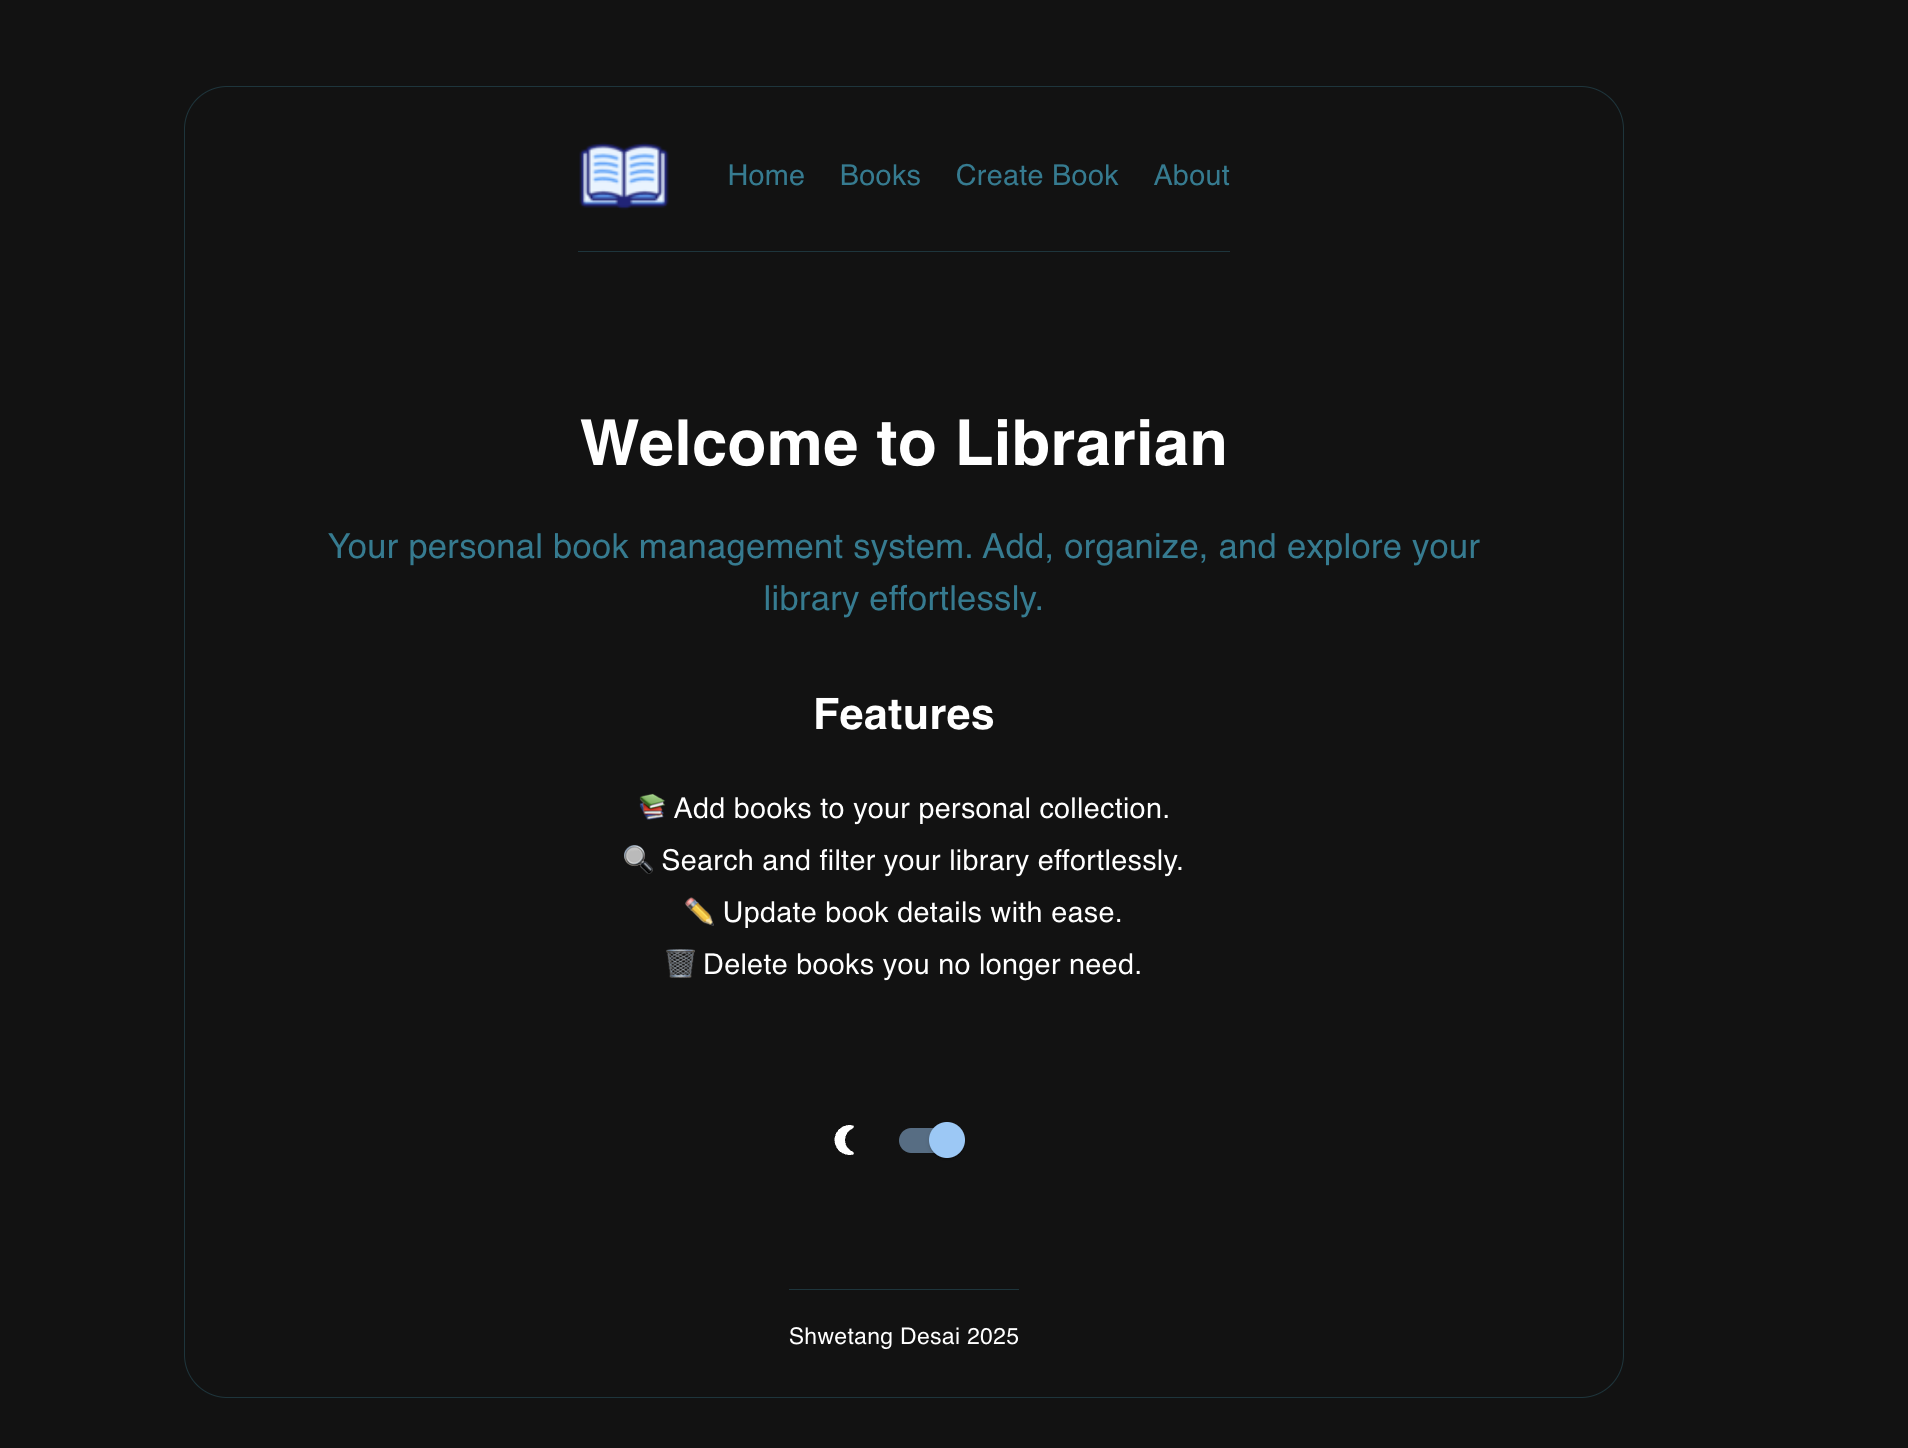 Home Books Create Book About
Welcome to Librarian
Your personal book management system. Add, organize, and explore your
library effortlessly.
Features
📚 Add books to your personal collection.
🔍 Search and filter your library effortlessly.
✏️ Update book details with ease.
🗑️ Delete books you no longer need.
Shwetang Desai 2025